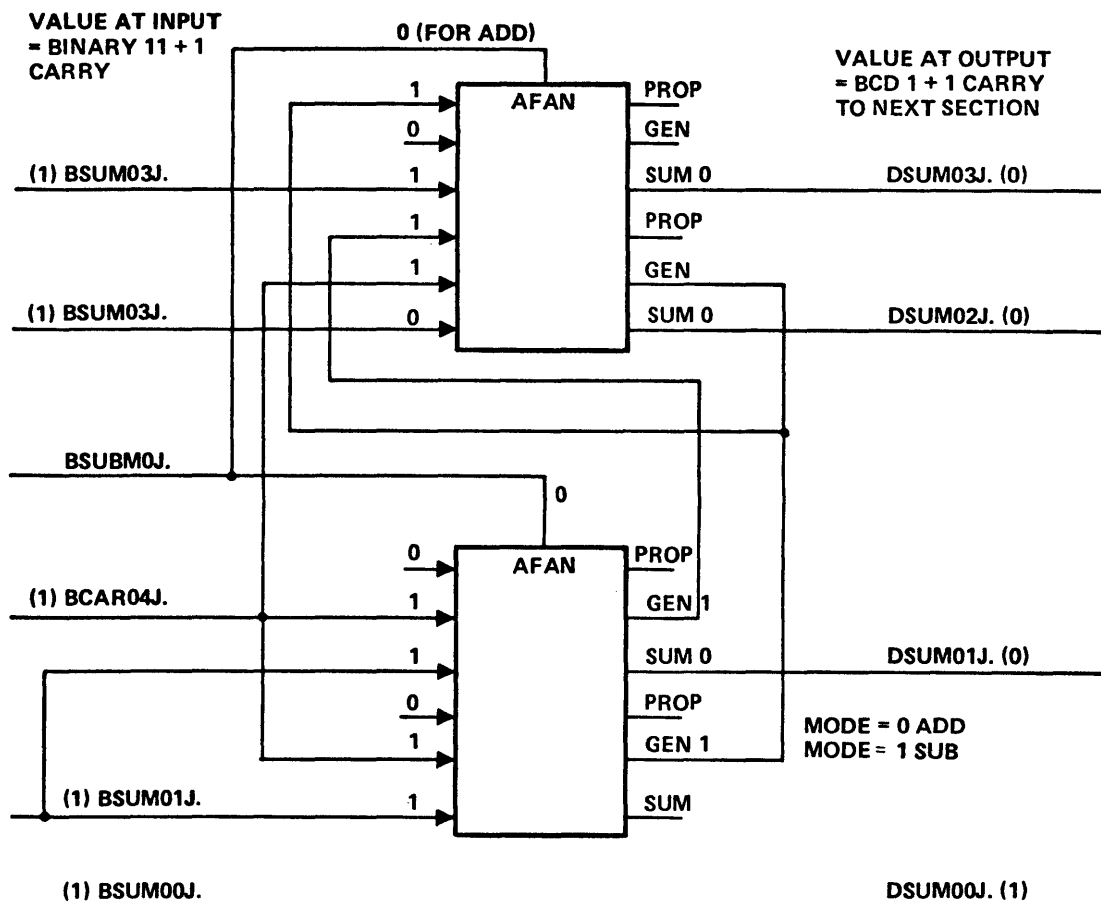 VALUE AT INPUT
= BINARY 11 + 1
CARRY
0 (FOR ADD)
VALUE AT OUTPUT
= BCD 1 + 1 CARRY
TO NEXT SECTION
1
AFAN
PROP
0
GEN
(1) BSUM03J.
1
SUM 0
DSUM03J. (0)
1
PROP
1
GEN
(1) BSUM03J.
0
SUM 0
DSUM02J. (0)
BSUBM0J.
0
0
AFAN
PROP
(1) BCAR04J.
1
GEN 1
1
SUM 0
DSUM01J. (0)
0
PROP
1
GEN 1
MODE = 0 ADD
MODE = 1 SUB
(1) BSUM01J.
1
SUM
(1) BSUM00J.
DSUM00J. (1)